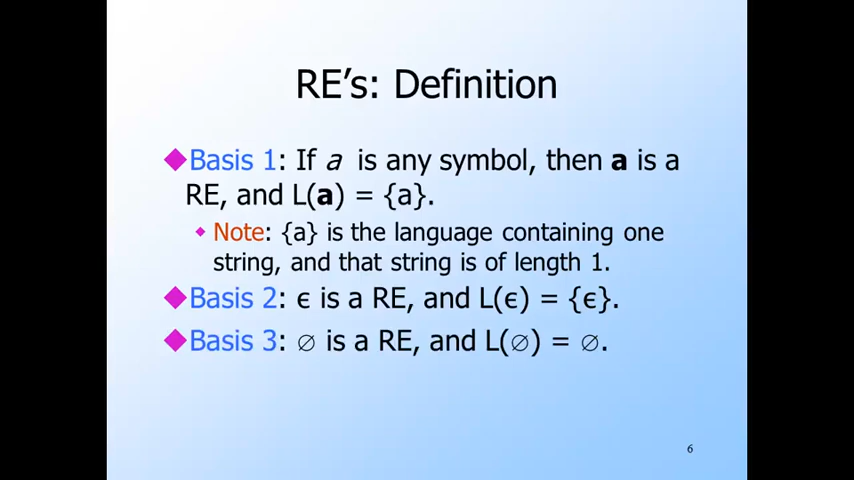 RE’s: Definition
Basis 1: If a is any symbol, then a is a
RE, and L(a) = {a}.
Note: {a} is the language containing one
string, and that string is of length 1.
Basis 2: ϵ is a RE, and L(ϵ) = {ϵ}.
Basis 3: ∅ is a RE, and L(∅) = ∅.
6